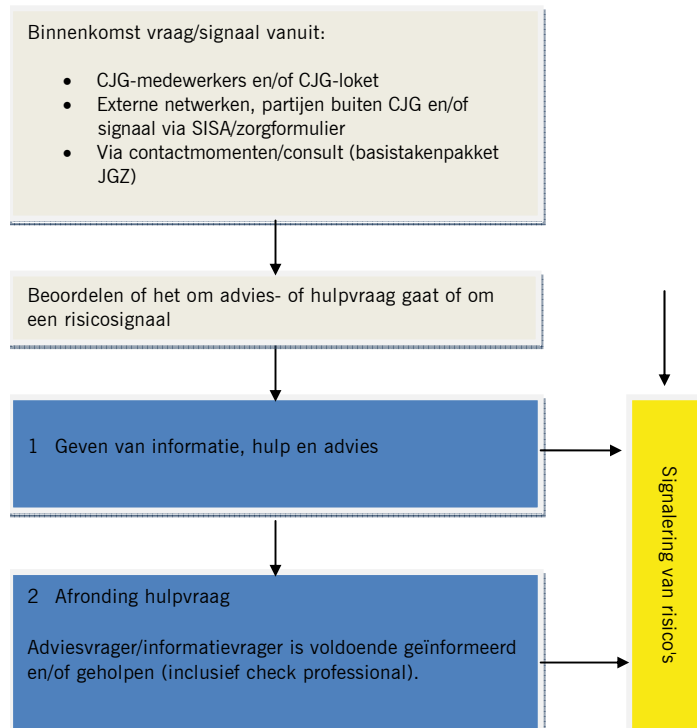 Binnenkomst vraag/signaal vanuit:
• CJG-medewerkers en/of CJG-loket
• Externe netwerken, partijen buiten CJG en/of
signaal via SISA/zorgformulier
• Via contactmomenten/consult (basistakenpakket
JGZ)
Beoordelen of het om advies- of hulpvraag gaat of om
een risicosignaal
1 Geven van informatie, hulp en advies
2 Afronding hulpvraag
Adviesvrager/informatievrager is voldoende geïnformeerd
en/of geholpen (inclusief check professional).
Signalering van risico's